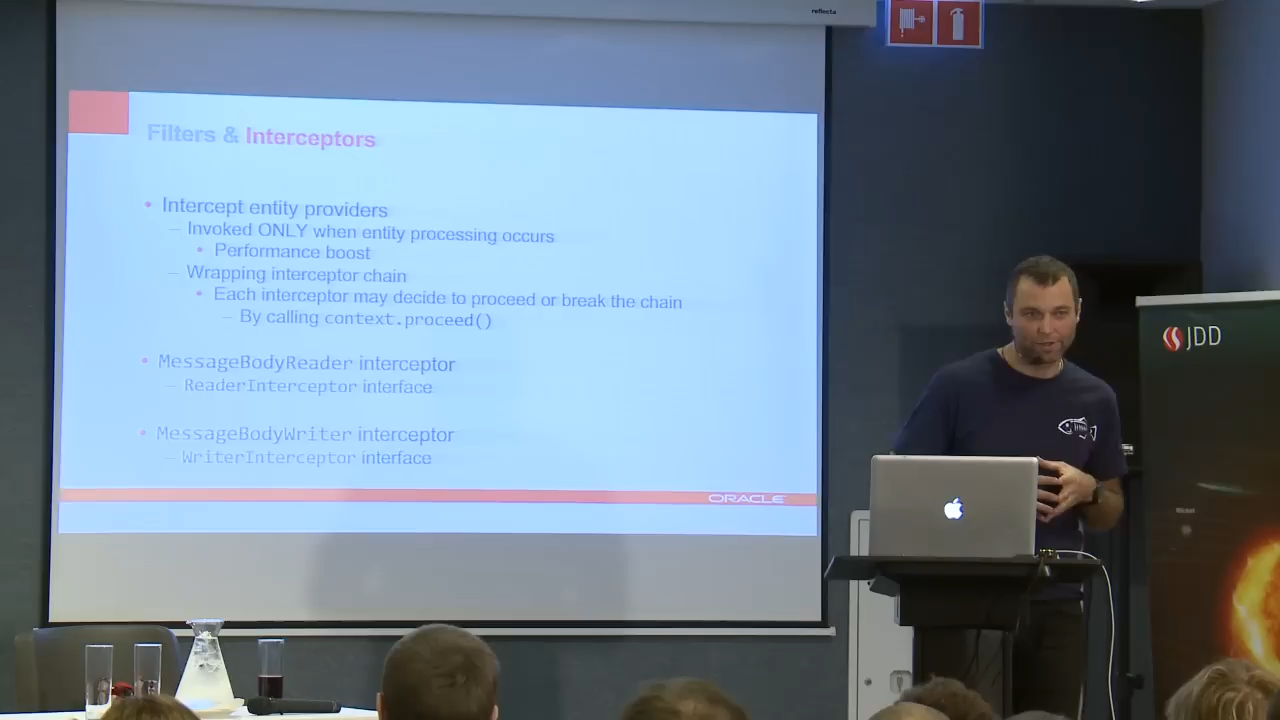 reflecta
Filters & Interceptors
• Intercept entity providers
– Invoked ONLY when entity processing occurs
• Performance boost
– Wrapping interceptor chain
• Each interceptor may decide to proceed or break the chain
– By calling context.proceed()
• MessageBodyReader interceptor
– ReaderInterceptor interface
• MessageBodyWriter interceptor
– WriterInterceptor interface
ORACLE
JDD